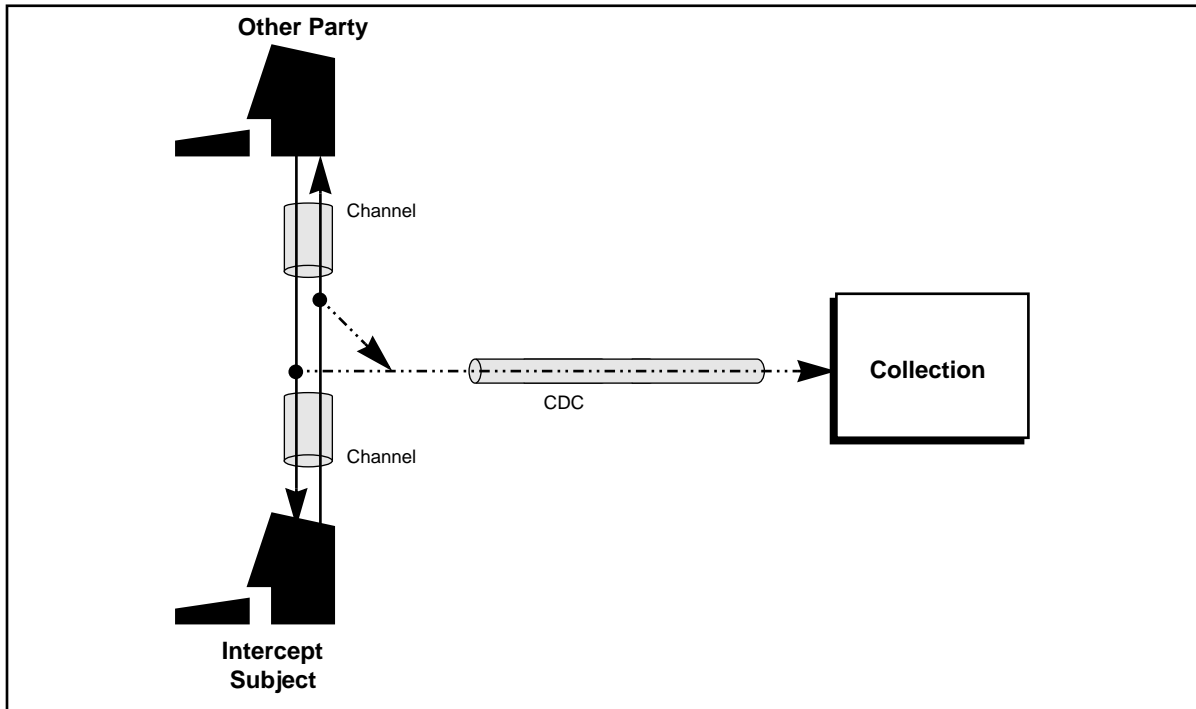 Other Party
Channel
Collection
CDC
Channel
Intercept
Subject